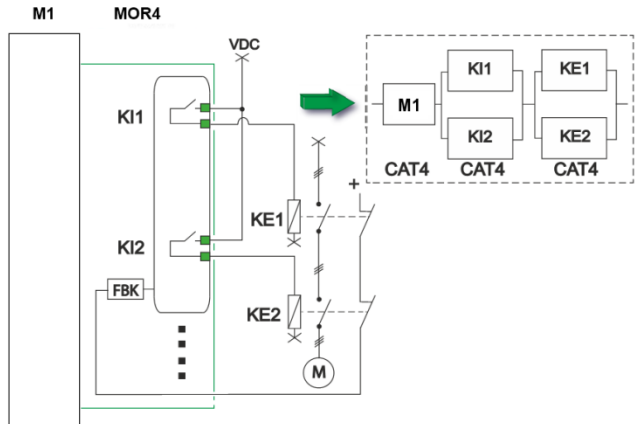 M1 MOR4
VDC
KI1
KI2
FBK
KE1
KE2
M
+
M1
KI1
KI2
KE1
KE2
CAT4 CAT4 CAT4